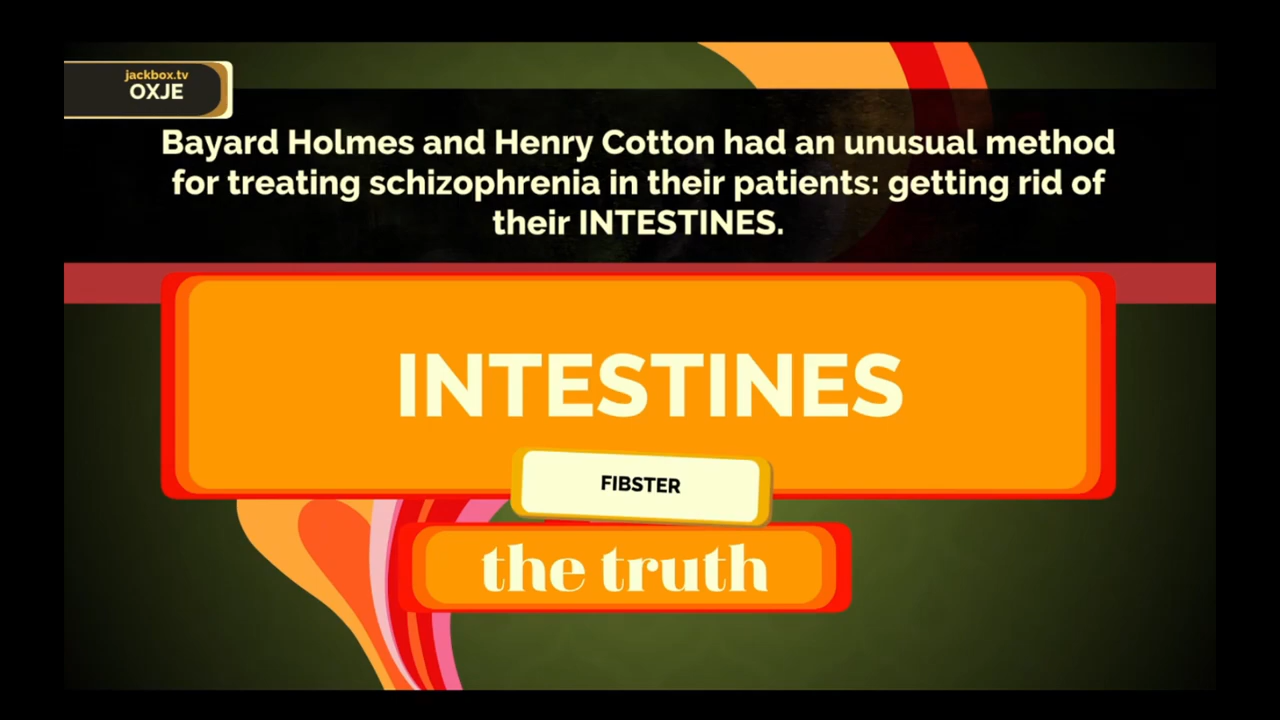 jackbox.tv
OXJE
Bayard Holmes and Henry Cotton had an unusual method
for treating schizophrenia in their patients: getting rid of
their INTESTINES.
INTESTINES
FIBSTER
the truth